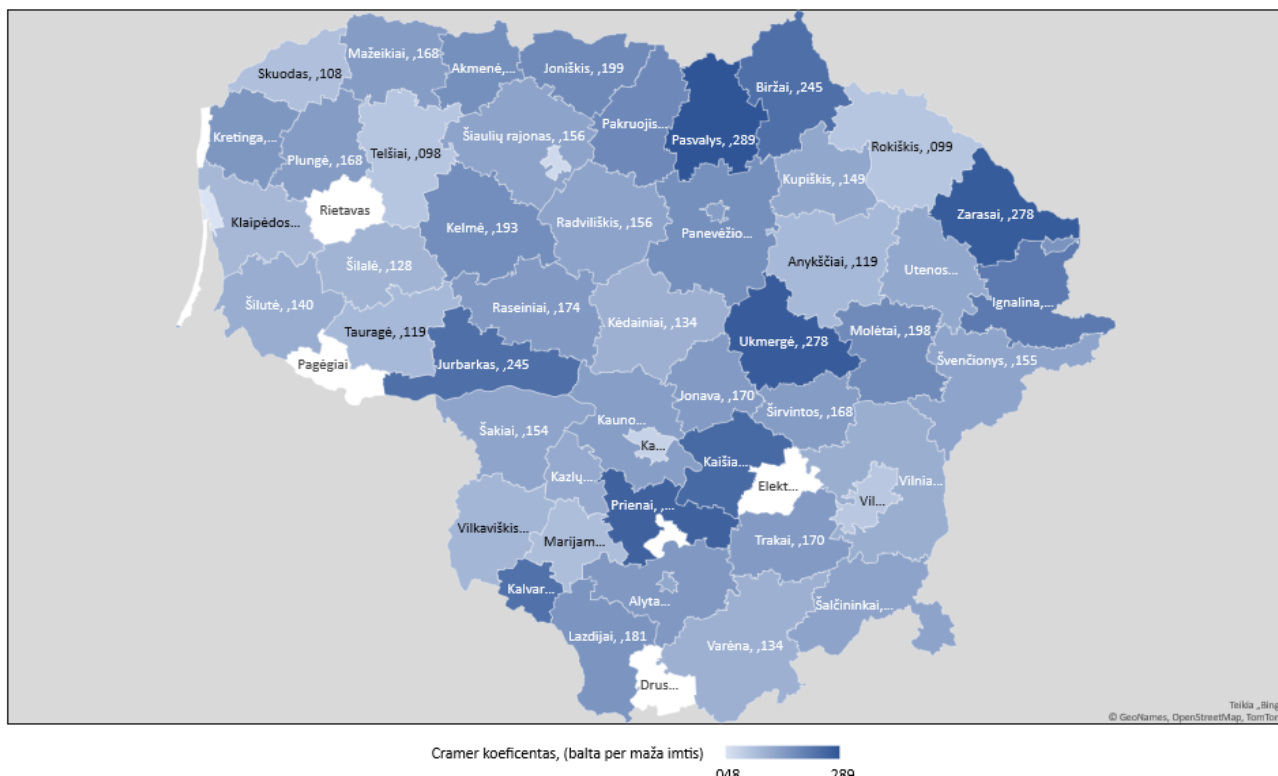 Mažeikiai, ,168
Skuodas, ,108
Akmenė,...
Joniškis, ,199
Biržai, ,245
Kretinga,...
Plungė, ,168
Telšiai, ,098
Šiaulių rajonas, ,156
Pakruojis...
Pasvalys, ,289
Rokiškis, ,099
Kupiškis, ,149
Rietavas
Klaipėdos...
Kelmė, ,193
Radviliškis, ,156
Panevėžio...
Zarasai, ,278
Anykščiai, ,119
Utenos...
Šilalė, ,128
Šilutė, ,140
Ignalina,...
Raseiniai, ,174
Kėdainiai, ,134
Tauragė, ,119
Ukmergė, ,278
Molėtai, ,198
Pagėgiai
Jurbarkas, ,245
Švenčionys, ,155
Jonava, ,170
Širvintos, ,168
Šakiai, ,154
Kauno...
Ka...
Kaišia...
Kazlų...
Elekt...
Vilnia...
Vil...
Prienai, ,...
Vilkaviškis...
Marijam...
Trakai, ,170
Kalvar...
Alyta...
Šalčininkai,...
Lazdijai, ,181
Varėna, ,134
Drus...
Teikia „Bing
© GeoNames, OpenStreetMap, TomTom
Cramer koeficentas, (balta per maža imtis)
,048 ,289